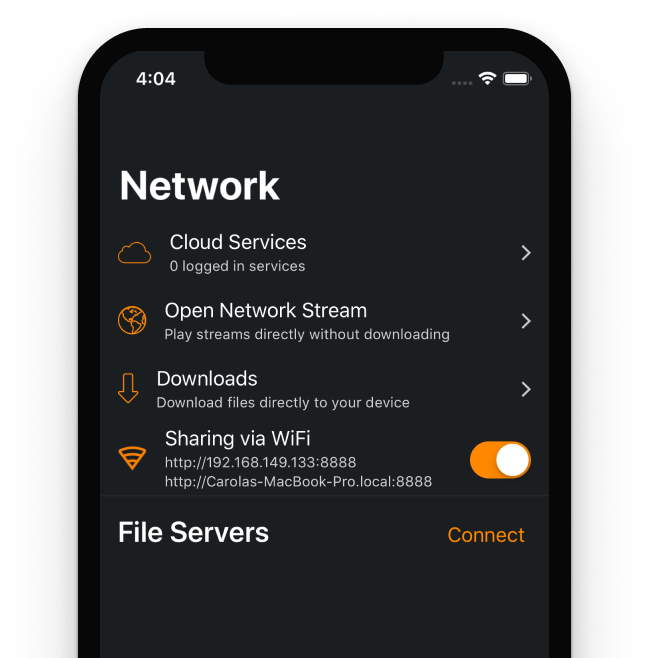 4:04
Network
Cloud Services
0 logged in services
Open Network Stream
Play streams directly without downloading
Downloads
Download files directly to your device
Sharing via WiFi
http://192.168.149.133:8888
http://Carolas-MacBook-Pro.local:8888
File Servers
Connect